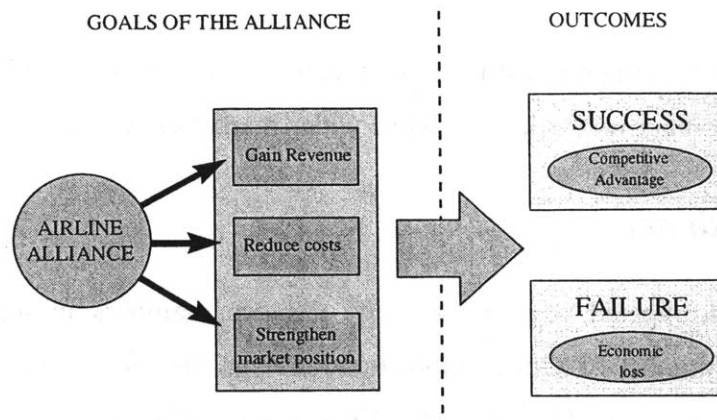 GOALS OF THE ALLIANCE
OUTCOMES
AIRLINE
ALLIANCE
Gain Revenue
Reduce costs
Strengthen
market position
SUCCESS
Competitive
Advantage
FAILURE
Economic
loss